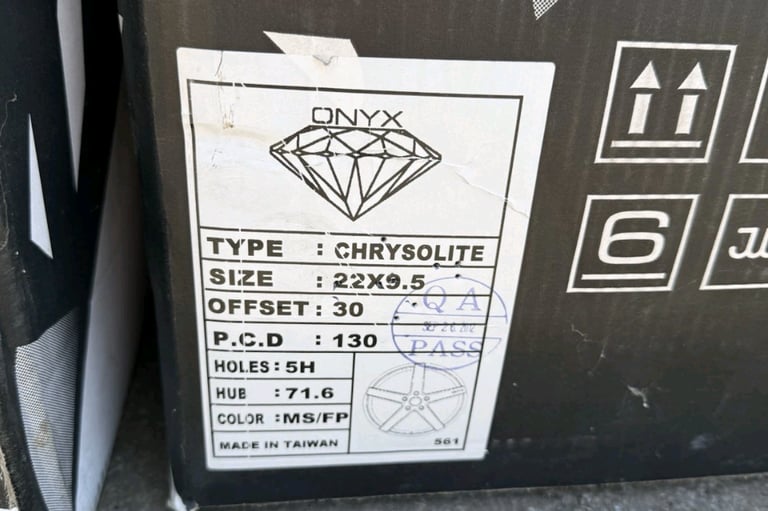 ONYX
TYPE : CHRYSOLITE
SIZE : 22X9.5
OFFSET : 30
P.C.D : 130
HOLES : 5H
HUB : 71.6
COLOR : MS/FP
MADE IN TAIWAN
561
QA
PASS
6